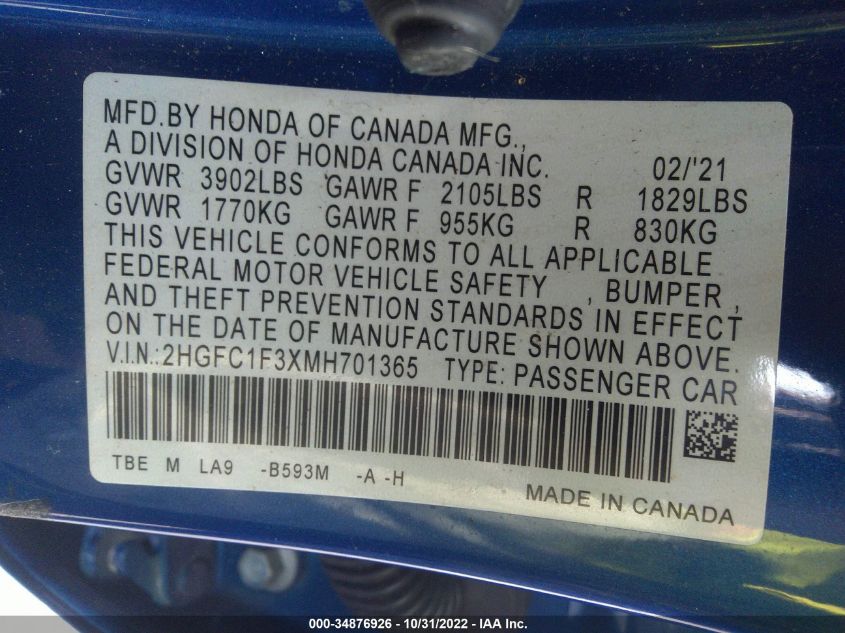 MFD.BY HONDA OF CANADA MFG.,
A DIVISION OF HONDA CANADA INC. 02/'21
GVWR 3902LBS GAWR F 2105LBS R 1829LBS
GVWR 1770KG GAWR F 955KG R 830KG
THIS VEHICLE CONFORMS TO ALL APPLICABLE
FEDERAL MOTOR VEHICLE SAFETY , BUMPER ,
AND THEFT PREVENTION STANDARDS IN EFFECT
ON THE DATE OF MANUFACTURE SHOWN ABOVE.
V.I.N.:2HGFC1F3XMH701365 TYPE: PASSENGER CAR
TBE M LA9 -B593M -A -H
MADE IN CANADA
000-34876926 - 10/31/2022 - IAA Inc.